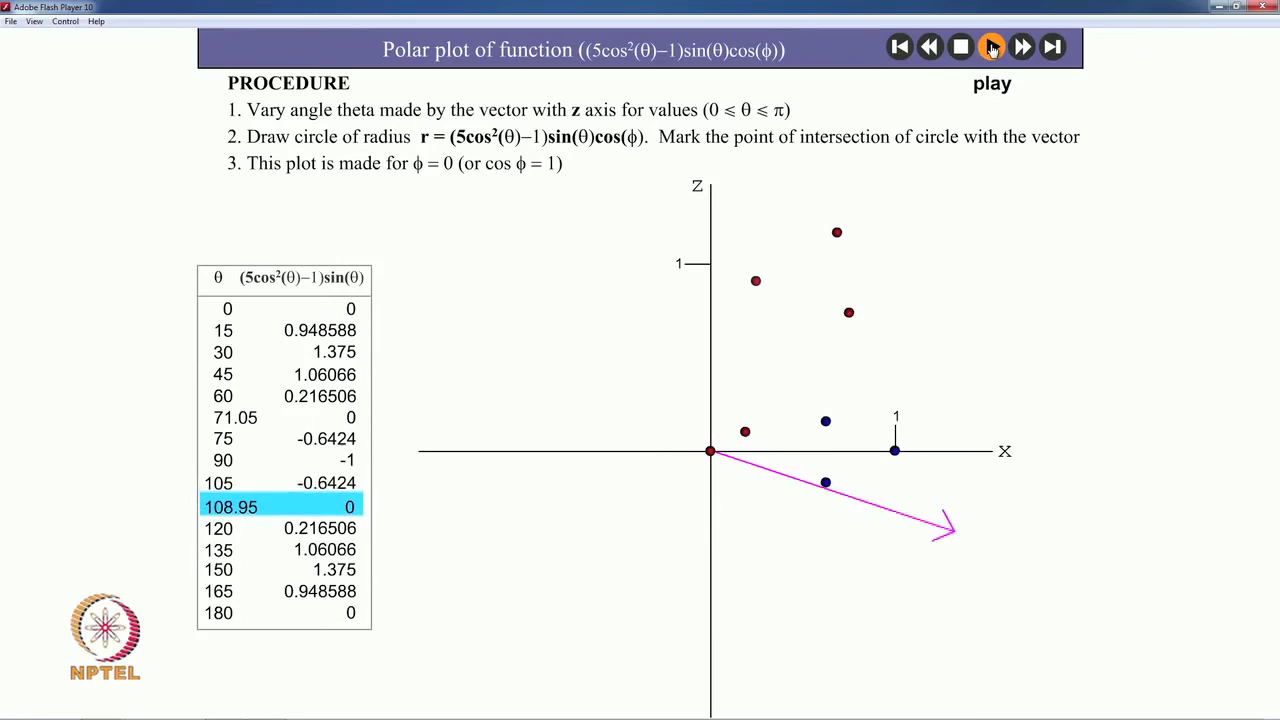 Adobe Flash Player 10
File View Control Help
Polar plot of function ((5cos²(θ)−1)sin(θ)cos(ϕ))
PROCEDURE
play
1. Vary angle theta made by the vector with z axis for values (0 ⩽ θ ⩽ π)
2. Draw circle of radius r = (5cos²(θ)−1)sin(θ)cos(ϕ). Mark the point of intersection of circle with the vector
3. This plot is made for ϕ = 0 (or cos ϕ = 1)
Z
1
1
X
θ (5cos²(θ)−1)sin(θ)
0 0
15 0.948588
30 1.375
45 1.06066
60 0.216506
71.05 0
75 -0.6424
90 -1
105 -0.6424
108.95 0
120 0.216506
135 1.06066
150 1.375
165 0.948588
180 0
NPTEL